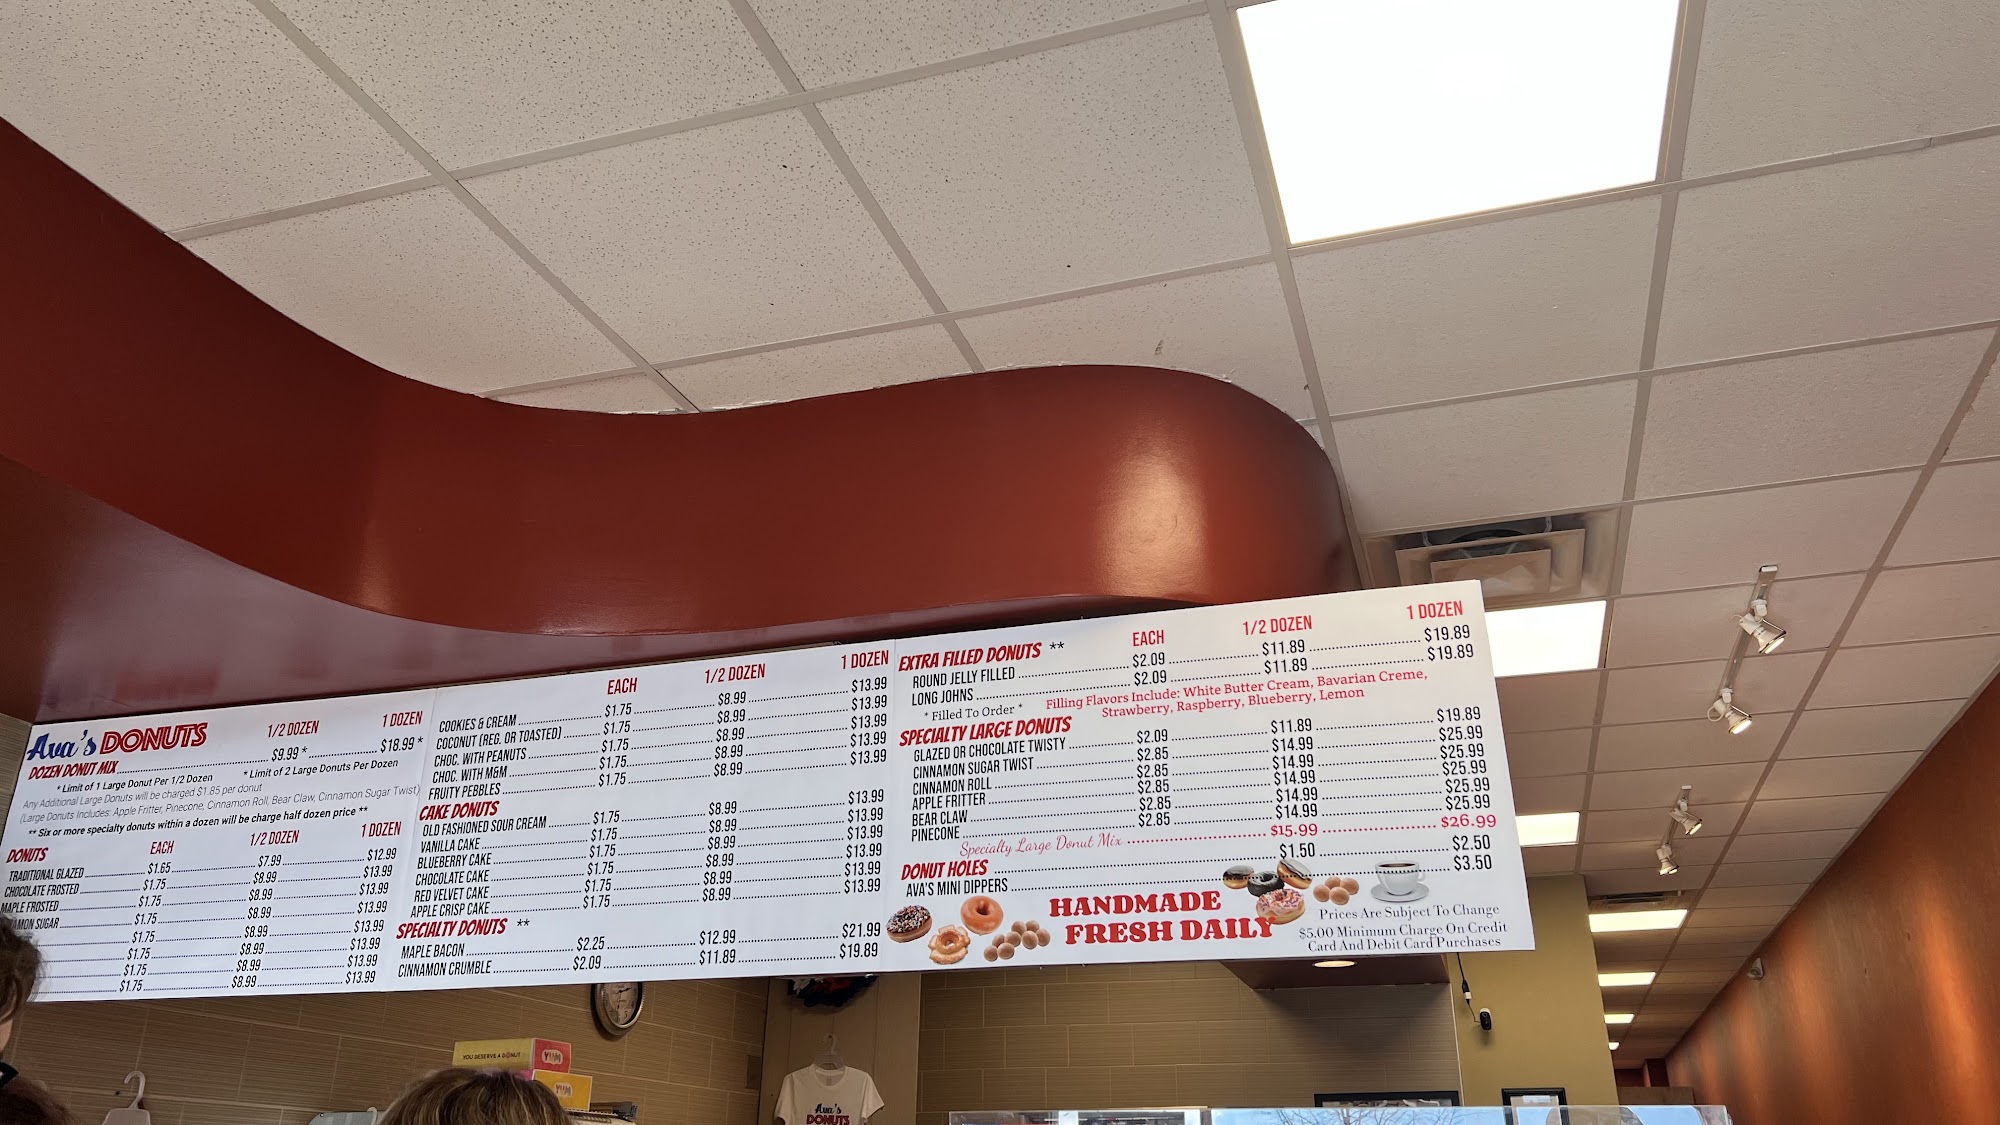 Ava's DONUTS 1/2 DOZEN 1 DOZEN
DOZEN DONUT MIX $9.99 * $18.99 *
* Limit of 1 Large Donut Per 1/2 Dozen * Limit of 2 Large Donuts Per Dozen
Any Additional Large Donuts will be charged $1.85 per donut
(Large Donuts Includes: Apple Fritter, Pinecone, Cinnamon Roll, Bear Claw, Cinnamon Sugar Twist)
** Six or more specialty donuts within a dozen will be charge half dozen price **
DONUTS EACH 1/2 DOZEN 1 DOZEN
TRADITIONAL GLAZED $1.65 $7.99 $12.99
CHOCOLATE FROSTED $1.75 $8.99 $13.99
MAPLE FROSTED $1.75 $8.99 $13.99
SUGAR $1.75 $8.99 $13.99
$1.75 $8.99 $13.99
$1.75 $8.99 $13.99
$1.75 $8.99 $13.99
$1.75 $8.99 $13.99
EACH 1/2 DOZEN 1 DOZEN
COOKIES & CREAM $1.75 $8.99 $13.99
COCONUT (REG. OR TOASTED) $1.75 $8.99 $13.99
CHOC. WITH PEANUTS $1.75 $8.99 $13.99
CHOC. WITH M&M $1.75 $8.99 $13.99
FRUITY PEBBLES $1.75 $8.99 $13.99
CAKE DONUTS
OLD FASHIONED SOUR CREAM $1.75 $8.99 $13.99
VANILLA CAKE $1.75 $8.99 $13.99
BLUEBERRY CAKE $1.75 $8.99 $13.99
CHOCOLATE CAKE $1.75 $8.99 $13.99
RED VELVET CAKE $1.75 $8.99 $13.99
APPLE CRISP CAKE $1.75 $8.99 $13.99
SPECIALTY DONUTS **
MAPLE BACON $2.25 $12.99 $21.99
CINNAMON CRUMBLE $2.09 $11.89 $19.89
EXTRA FILLED DONUTS ** EACH 1/2 DOZEN 1 DOZEN
ROUND JELLY FILLED $2.09 $11.89 $19.89
LONG JOHNS $2.09 $11.89 $19.89
* Filled To Order * Filling Flavors Include: White Butter Cream, Bavarian Creme,
Strawberry, Raspberry, Blueberry, Lemon
SPECIALTY LARGE DONUTS
GLAZED OR CHOCOLATE TWISTY $2.09 $11.89 $19.89
CINNAMON SUGAR TWIST $2.85 $14.99 $25.99
CINNAMON ROLL $2.85 $14.99 $25.99
APPLE FRITTER $2.85 $14.99 $25.99
BEAR CLAW $2.85 $14.99 $25.99
PINECONE $2.85 $14.99 $25.99
Specialty Large Donut Mix $15.99 $26.99
DONUT HOLES $1.50 $2.50
AVA'S MINI DIPPERS $3.50
HANDMADE
FRESH DAILY
Prices Are Subject To Change
$5.00 Minimum Charge On Credit
Card And Debit Card Purchases
YOU DESERVE A DONUT YUM
YUM
Ava's
DONUTS